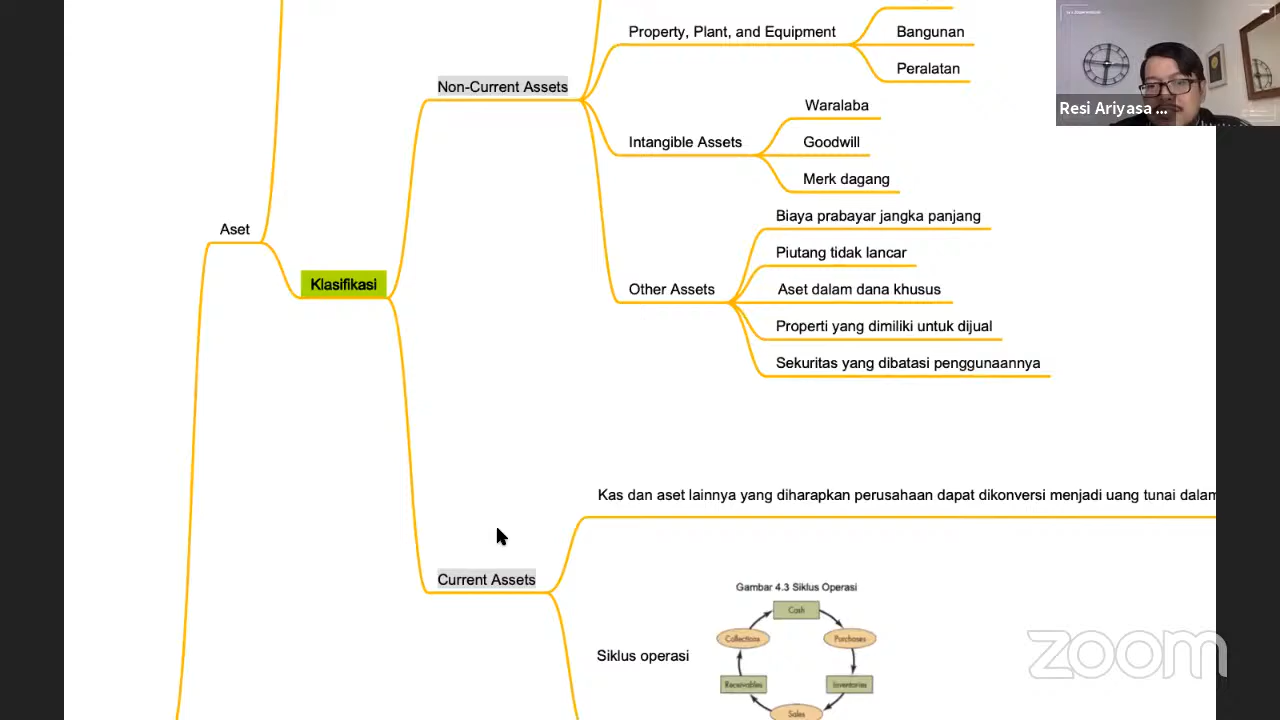 Property, Plant, and Equipment
Bangunan
Peralatan
Non-Current Assets
Waralaba
Intangible Assets
Goodwill
Merk dagang
Aset
Klasifikasi
Biaya prabayar jangka panjang
Piutang tidak lancar
Other Assets
Aset dalam dana khusus
Properti yang dimiliki untuk dijual
Sekuritas yang dibatasi penggunaannya
Kas dan aset lainnya yang diharapkan perusahaan dapat dikonversi menjadi uang tunai dalam
Current Assets
Gambar 4.3 Siklus Operasi
Cash
Collections
Purchases
Siklus operasi
Receivables
Inventories
Sales
Resi Ariyasa ...
zoom